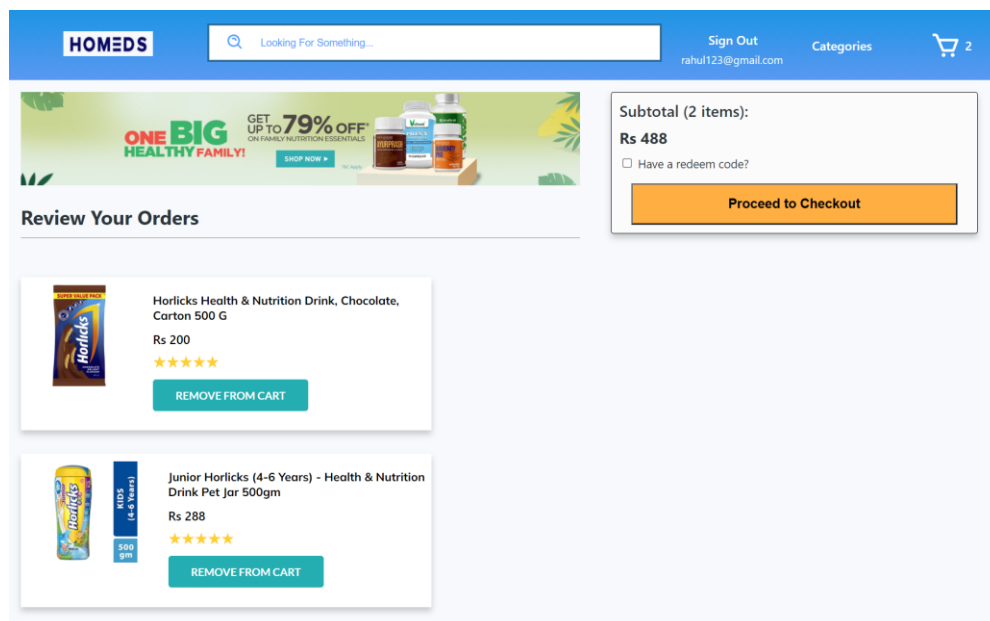 HOMEDS
Looking For Something...
Sign Out
rahul123@gmail.com
Categories
2
ONE BIG
HEALTHY FAMILY!
GET
UP TO 79% OFF*
ON FAMILY NUTRITION ESSENTIALS
SHOP NOW
Subtotal (2 items):
Rs 488
Have a redeem code?
Proceed to Checkout
Review Your Orders
SUPER VALUE PACK
Horlicks
Horlicks Health & Nutrition Drink, Chocolate,
Carton 500 G
Rs 200
REMOVE FROM CART
Horlicks
KIDS
(4-6 Years)
500
gm
Junior Horlicks (4-6 Years) - Health & Nutrition
Drink Pet Jar 500gm
Rs 288
REMOVE FROM CART